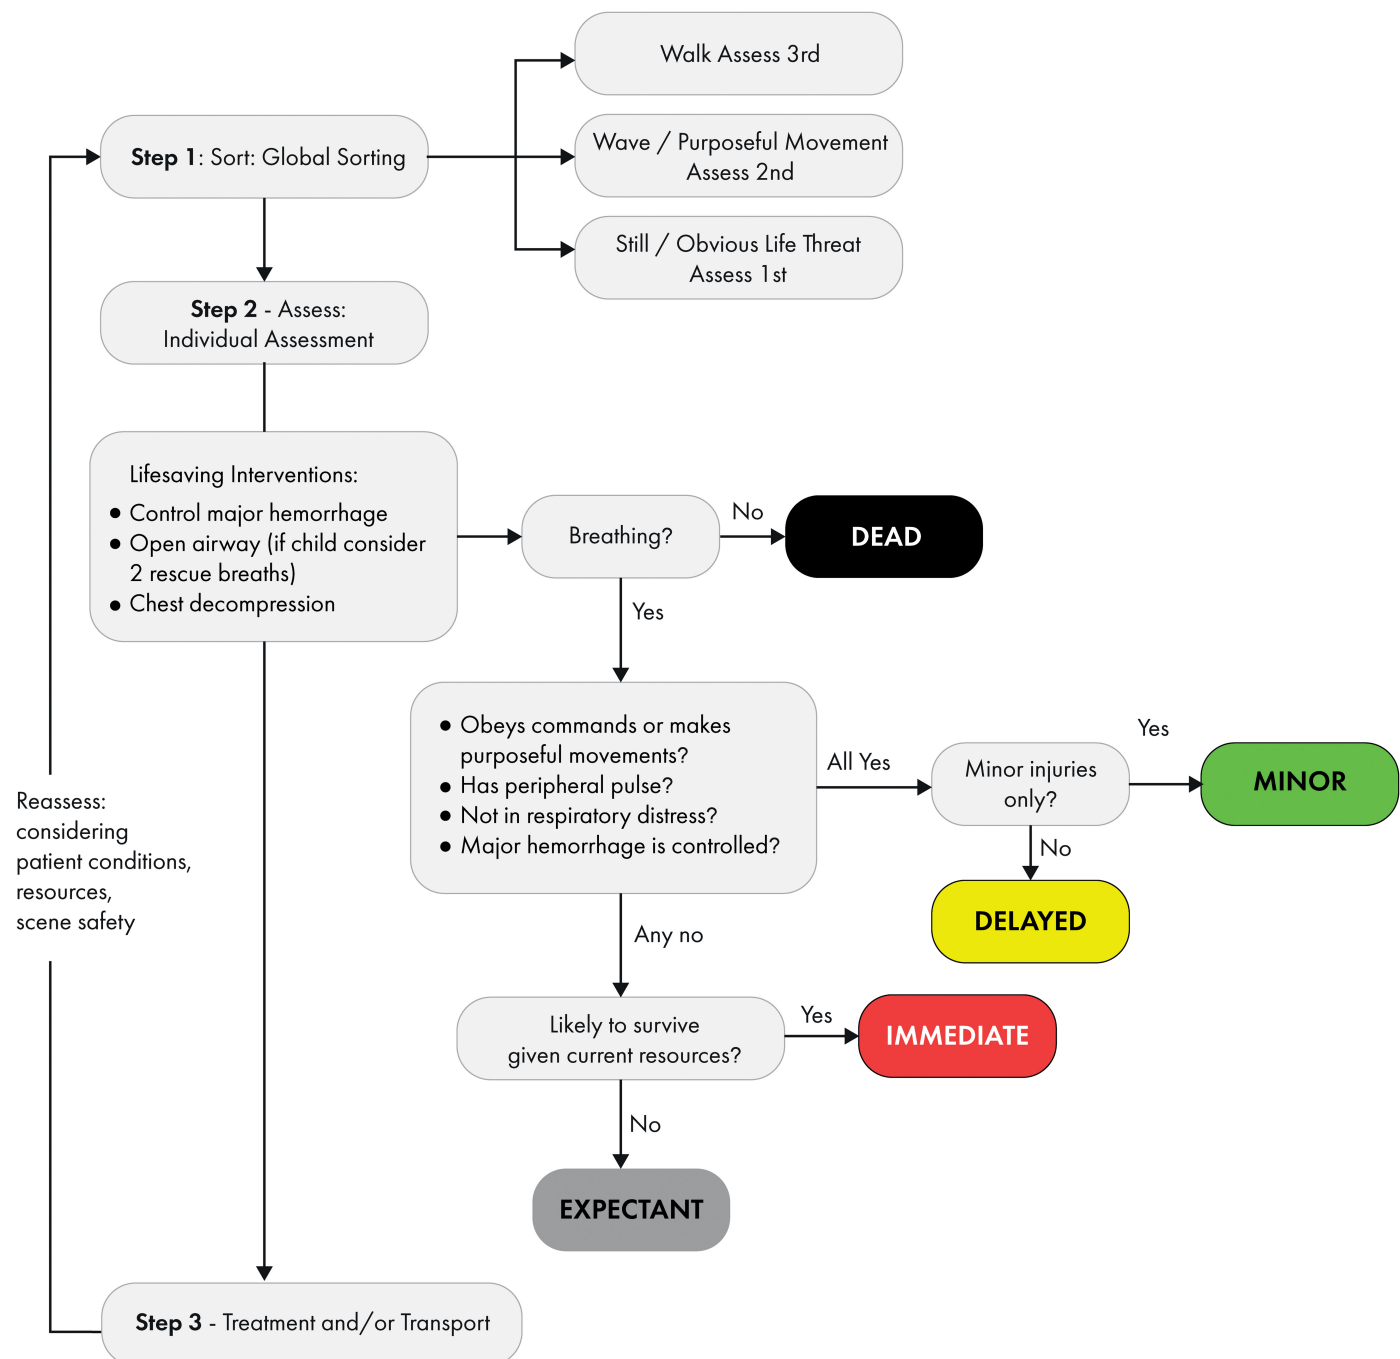 Walk Assess 3rd
Step 1: Sort: Global Sorting
Wave / Purposeful Movement
Assess 2nd
Still / Obvious Life Threat
Assess 1st
Step 2 - Assess:
Individual Assessment
Lifesaving Interventions:
● Control major hemorrhage
● Open airway (if child consider
2 rescue breaths)
● Chest decompression
Breathing?
No
DEAD
Yes
● Obeys commands or makes
purposeful movements?
● Has peripheral pulse?
● Not in respiratory distress?
● Major hemorrhage is controlled?
All Yes
Minor injuries
only?
Yes
MINOR
No
DELAYED
Any no
Likely to survive
given current resources?
Yes
IMMEDIATE
No
EXPECTANT
Reassess:
considering
patient conditions,
resources,
scene safety
Step 3 - Treatment and/or Transport